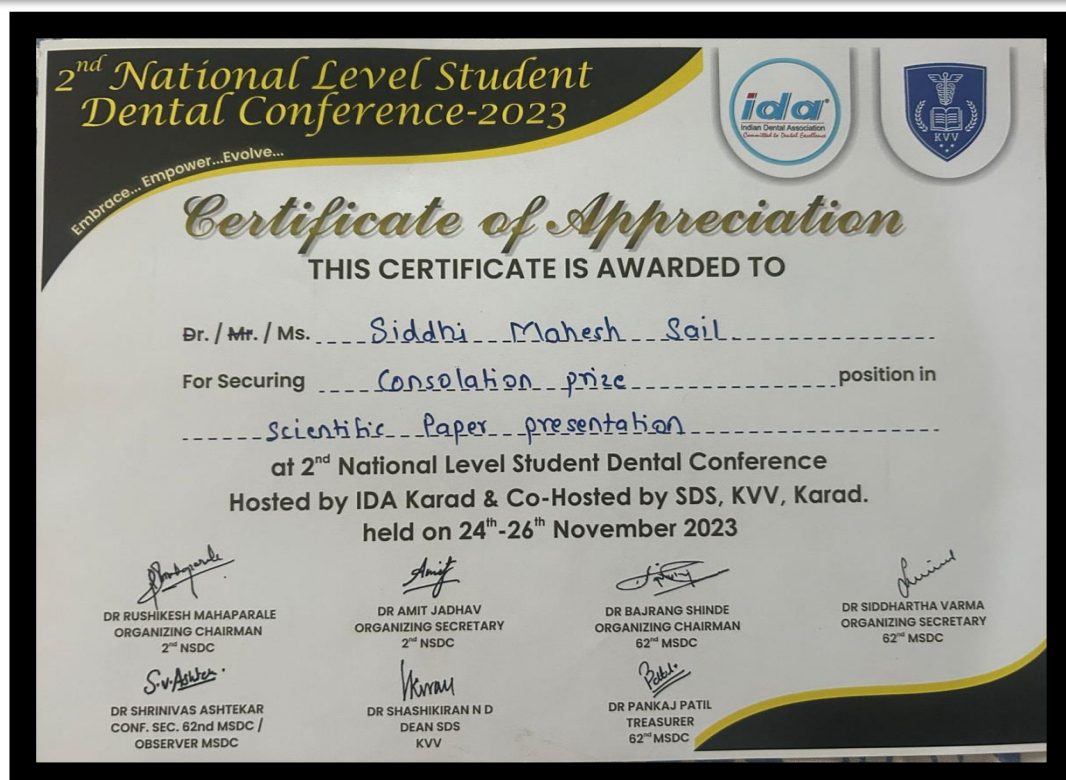 2nd National Level Student
Dental Conference-2023
Embrace... Empower...Evolve...
ida
Indian Dental Association
Committed to Dental Excellence
KVV
Certificate of Appreciation
THIS CERTIFICATE IS AWARDED TO
Dr. / Mr. / Ms. Siddhi Mahesh Sail
For Securing Consolation prize position in
Scientific Paper presentation
at 2nd National Level Student Dental Conference
Hosted by IDA Karad & Co-Hosted by SDS, KVV, Karad.
held on 24th-26th November 2023
Amit
DR RUSHIKESH MAHAPARALE
ORGANIZING CHAIRMAN
2nd NSDC
DR AMIT JADHAV
ORGANIZING SECRETARY
2nd NSDC
DR BAJRANG SHINDE
ORGANIZING CHAIRMAN
62nd MSDC
DR SIDDHARTHA VARMA
ORGANIZING SECRETARY
62nd MSDC
DR SHRINIVAS ASHTEKAR
CONF. SEC. 62nd MSDC /
OBSERVER MSDC
DR SHASHIKIRAN N D
DEAN SDS
KVV
DR PANKAJ PATIL
TREASURER
62nd MSDC